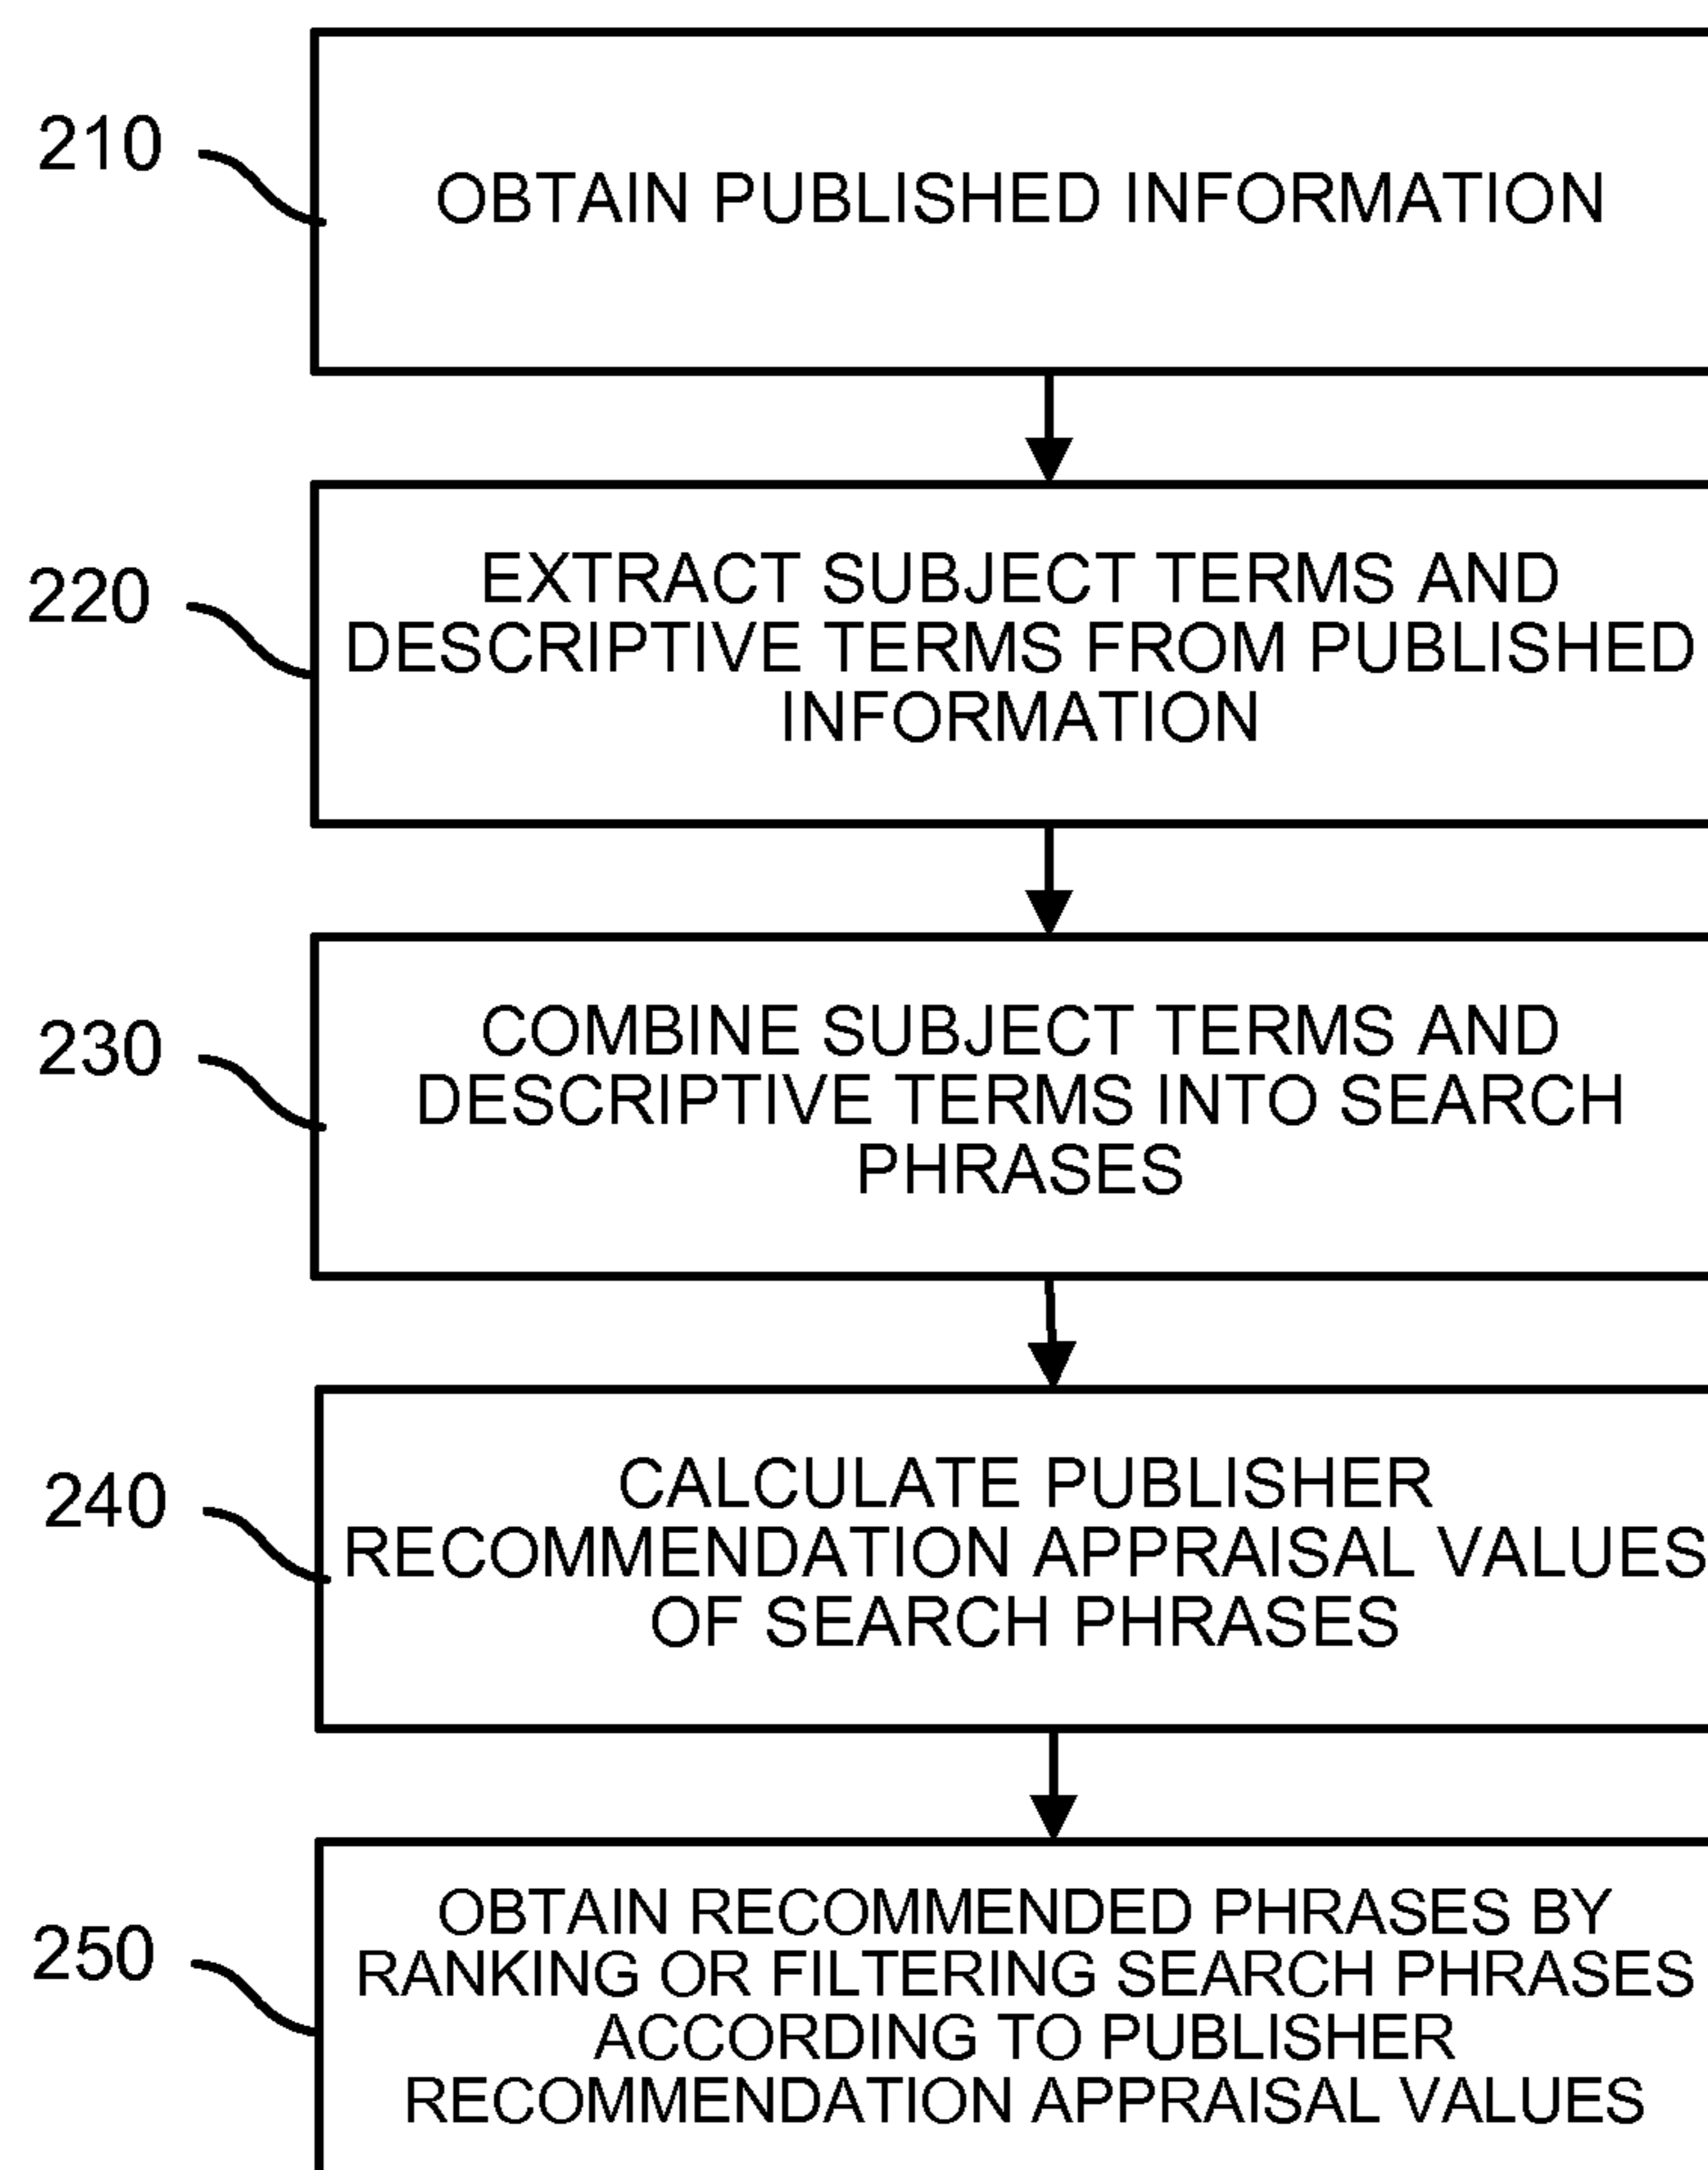 210
OBTAIN PUBLISHED INFORMATION
220
EXTRACT SUBJECT TERMS AND
DESCRIPTIVE TERMS FROM PUBLISHED
INFORMATION
230
COMBINE SUBJECT TERMS AND
DESCRIPTIVE TERMS INTO SEARCH
PHRASES
240
CALCULATE PUBLISHER
RECOMMENDATION APPRAISAL VALUES
OF SEARCH PHRASES
250
OBTAIN RECOMMENDED PHRASES BY
RANKING OR FILTERING SEARCH PHRASES
ACCORDING TO PUBLISHER
RECOMMENDATION APPRAISAL VALUES